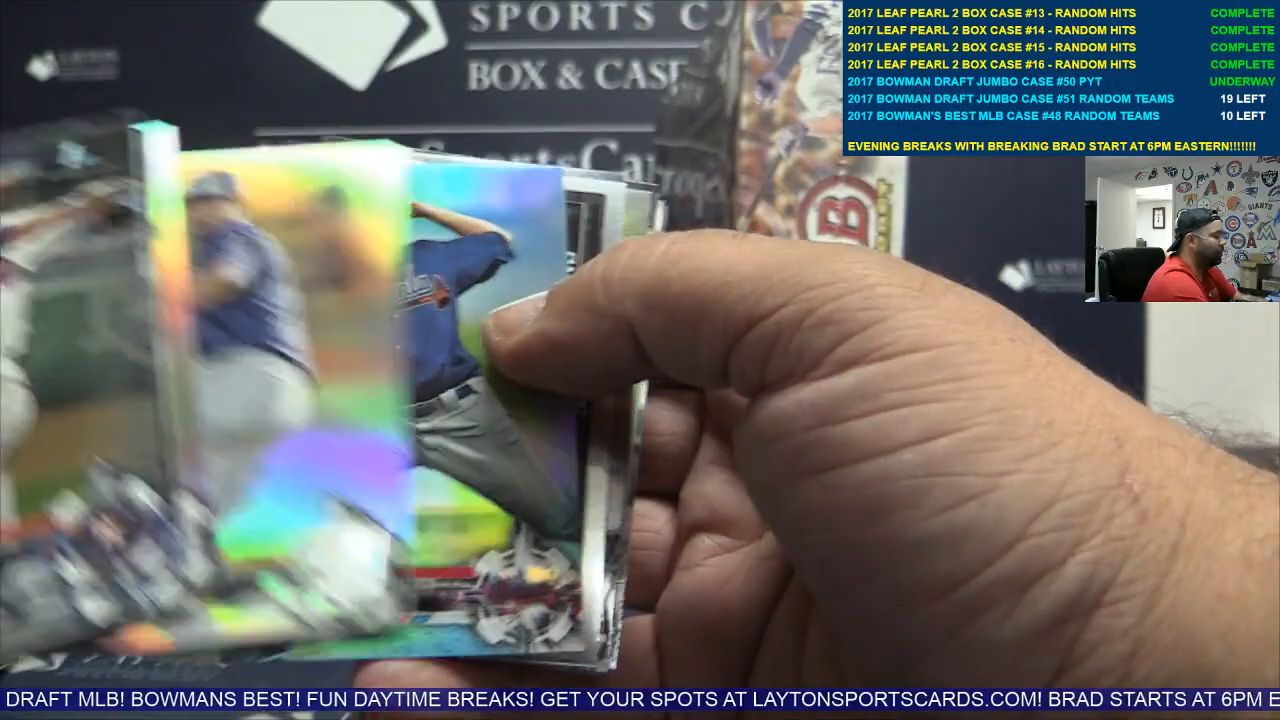 SPORTS C
BOX & CASE
2017 LEAF PEARL 2 BOX CASE #13 - RANDOM HITS COMPLETE
2017 LEAF PEARL 2 BOX CASE #14 - RANDOM HITS COMPLETE
2017 LEAF PEARL 2 BOX CASE #15 - RANDOM HITS COMPLETE
2017 LEAF PEARL 2 BOX CASE #16 - RANDOM HITS COMPLETE
2017 BOWMAN DRAFT JUMBO CASE #50 PYT UNDERWAY
2017 BOWMAN DRAFT JUMBO CASE #51 RANDOM TEAMS 19 LEFT
2017 BOWMAN'S BEST MLB CASE #48 RANDOM TEAMS 10 LEFT
EVENING BREAKS WITH BREAKING BRAD START AT 6PM EASTERN!!!!!!!
SportsCar
B
LAYTON
DRAFT MLB! BOWMANS BEST! FUN DAYTIME BREAKS! GET YOUR SPOTS AT LAYTONSPORTSCARDS.COM! BRAD STARTS AT 6PM E